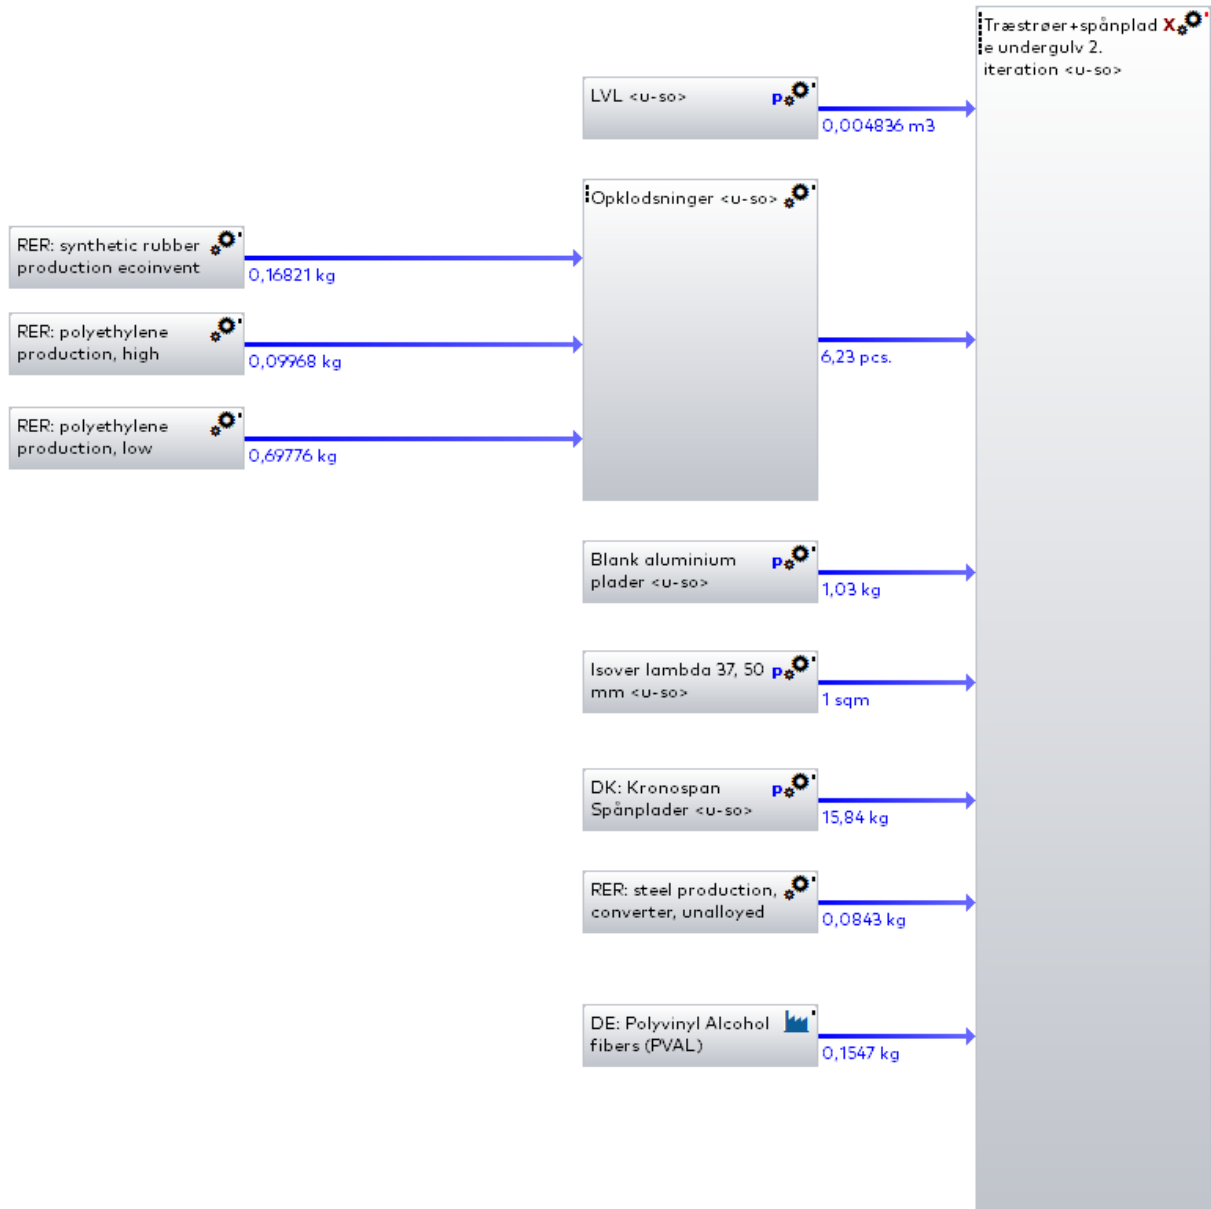 Træstrøer+spånplad X
e undergulv 2.
iteration <u-so>
LVL <u-so> p
0,004836 m3
Opklodsninger <u-so>
RER: synthetic rubber
production ecoinvent
0,16821 kg
RER: polyethylene
production, high
0,09968 kg
6,23 pcs.
RER: polyethylene
production, low
0,69776 kg
Blank aluminium p
plader <u-so>
1,03 kg
Isover lambda 37, 50 p
mm <u-so>
1 sqm
DK: Kronospan p
Spånplader <u-so>
15,84 kg
RER: steel production,
converter, unalloyed
0,0843 kg
DE: Polyvinyl Alcohol
fibers (PVAL)
0,1547 kg